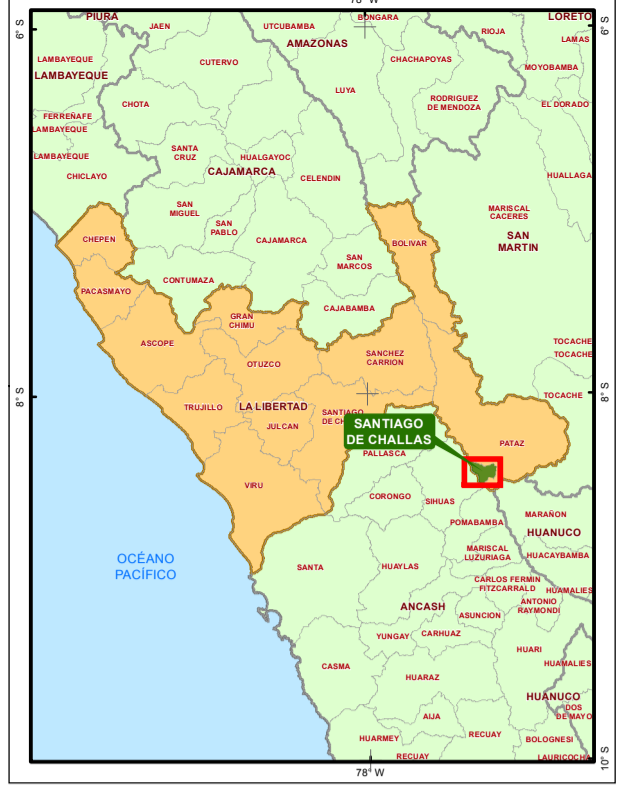 78° W
PIURA
BONGARA
LORETO
6° S
JAEN
UTCUBAMBA
RIOJA
6° S
AMAZONAS
LAMAS
LAMBAYEQUE
CUTERVO
CHACHAPOYAS
MOYOBAMBA
LAMBAYEQUE
LUYA
CHOTA
RODRIGUEZ
DE MENDOZA
EL DORADO
FERREÑAFE
LAMBAYEQUE
SANTA
CRUZ
HUALGAYOC
LAMBAYEQUE
CAJAMARCA
CHICLAYO
CELENDIN
HUALLAGA
SAN
MIGUEL
MARISCAL
CACERES
SAN
PABLO
SAN
MARTIN
CHEPEN
CAJAMARCA
BOLIVAR
SAN
MARCOS
CONTUMAZA
PACASMAYO
CAJABAMBA
GRAN
CHIMU
ASCOPE
TOCACHE
TOCACHE
SANCHEZ
CARRION
OTUZCO
8° S
8° S
TOCACHE
TRUJILLO
LA LIBERTAD
SANTIAGO
DE CH
JULCAN
SANTIAGO
DE CHALLAS
PATAZ
PALLASCA
VIRU
CORONGO
SIHUAS
MARAÑON
POMABAMBA
HUANUCO
OCÉANO
PACÍFICO
MARISCAL
LUZURIAGA
HUACAYBAMBA
SANTA
HUAYLAS
CARLOS FERMIN
FITZCARRALD
HUAMALIES
ANCASH
ANTONIO
RAYMONDI
ASUNCION
YUNGAY
CARHUAZ
HUARI
CASMA
HUAMALIES
HUARAZ
HUANUCO
DOS
DE MAYO
AIJA
HUARMEY
RECUAY
BOLOGNESI
RECUAY
LAURICOCHA
10° S
78° W